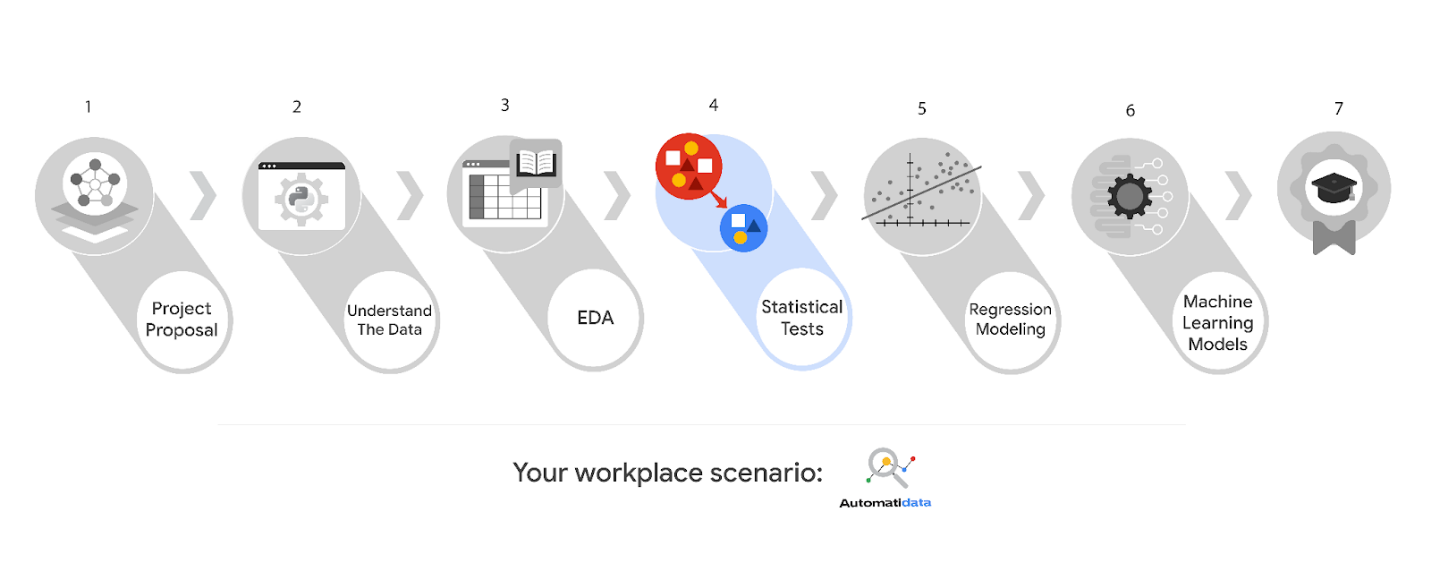 1
2
3
4
5
6
7
Project
Proposal
Understand
The Data
EDA
Statistical
Tests
Regression
Modeling
Machine
Learning
Models
Your workplace scenario:
Automatidata